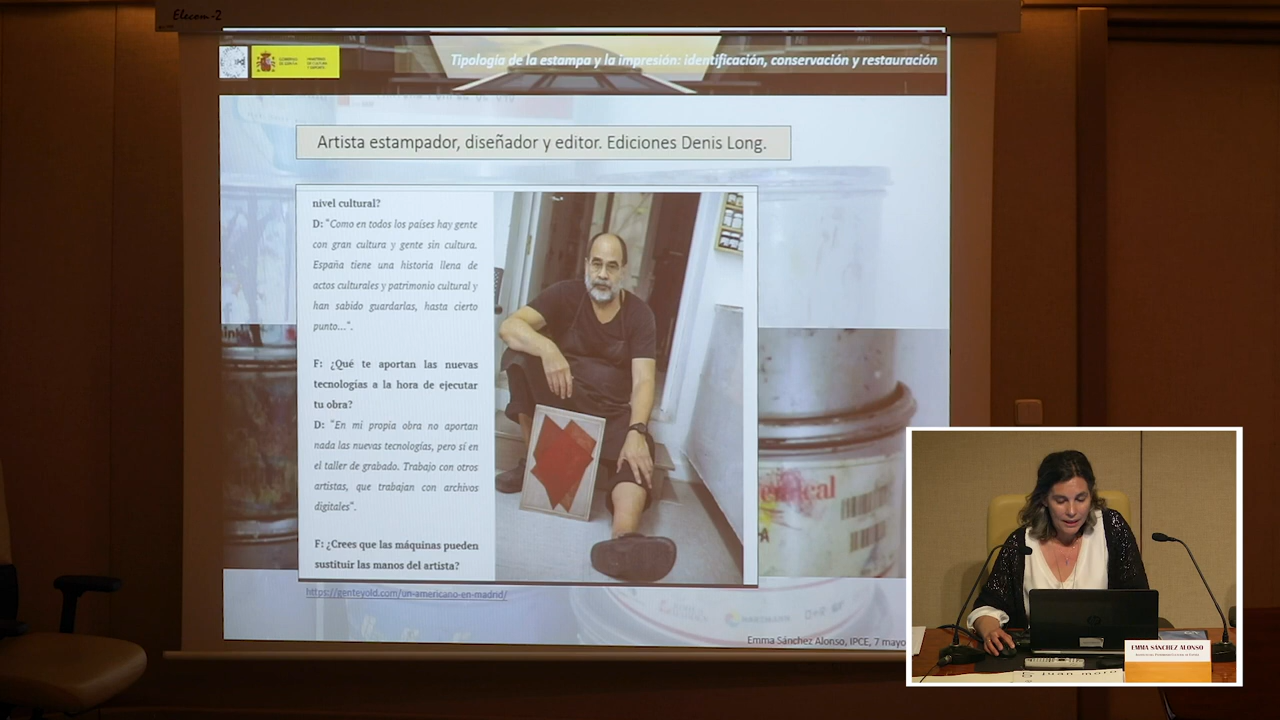 Elecom-2
Tipología de la estampa y la impresión: identificación, conservación y restauración
Artista estampador, diseñador y editor. Ediciones Denis Long.
nivel cultural?
D: "Como en todos los países hay gente
con gran cultura y gente sin cultura.
España tiene una historia llena de
actos culturales y patrimonio cultural y
han sabido guardarlas, hasta cierto
punto...".
F: ¿Qué te aportan las nuevas
tecnologías a la hora de ejecutar
tu obra?
D: "En mi propia obra no aportan
nada las nuevas tecnologías, pero sí en
el taller de grabado. Trabajo con otros
artistas, que trabajan con archivos
digitales".
F: ¿Crees que las máquinas pueden
sustituir las manos del artista?
https://genteyold.com/un-americano-en-madrid/
Emma Sánchez Alonso, IPCE, 7 mayo
EMMA SÁNCHEZ ALONSO